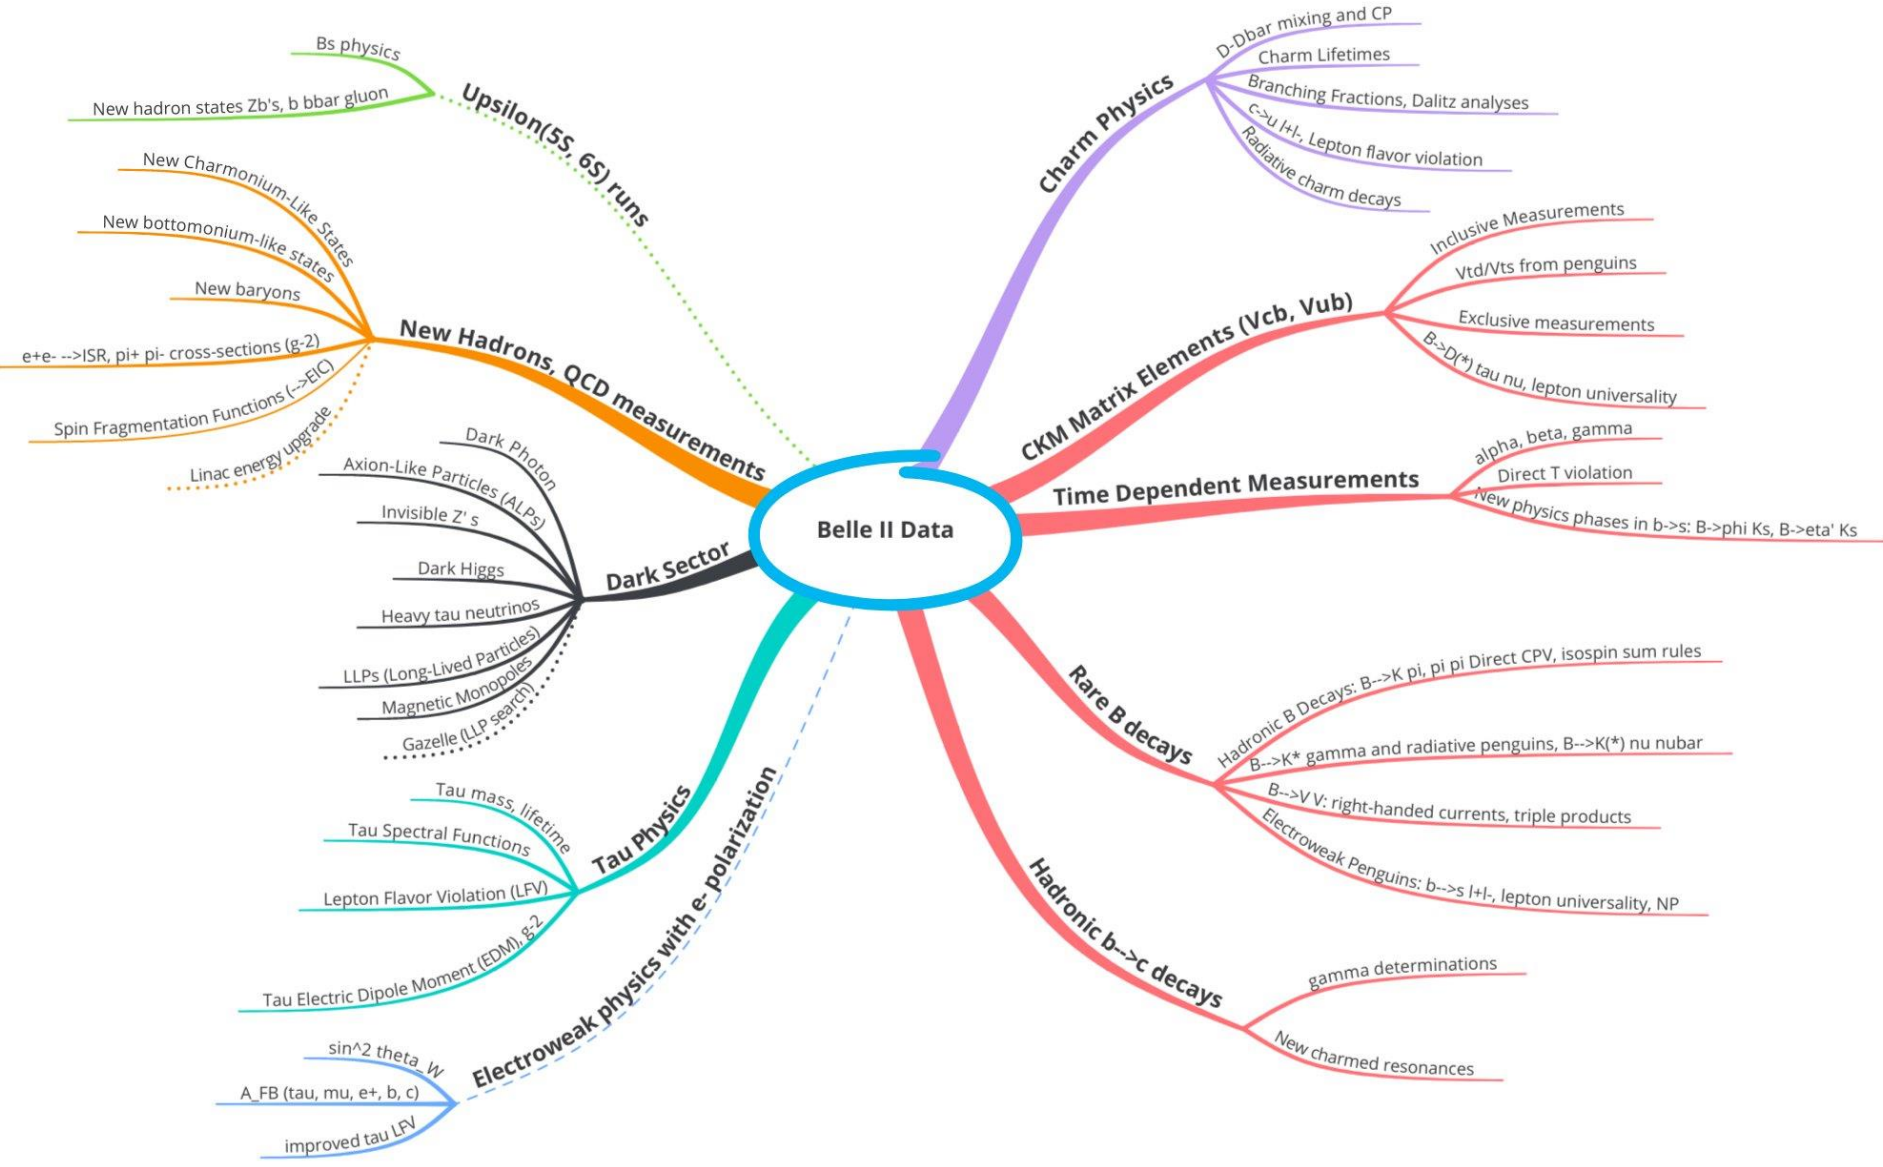 Belle II Data
Charm Physics
D-Dbar mixing and CP
Charm Lifetimes
Branching Fractions, Dalitz analyses
c->u l+l-, Lepton flavor violation
Radiative charm decays
CKM Matrix Elements (Vcb, Vub)
Inclusive Measurements
Vtd/Vts from penguins
Exclusive measurements
B->D(*) tau nu, lepton universality
Time Dependent Measurements
alpha, beta, gamma
Direct T violation
New physics phases in b->s: B->phi Ks, B->eta' Ks
Rare B decays
Hadronic B Decays: B-->K pi, pi pi Direct CPV, isospin sum rules
B-->K* gamma and radiative penguins, B-->K(*) nu nubar
B-->V V: right-handed currents, triple products
Electroweak Penguins: b-->s l+l-, lepton universality, NP
Hadronic b-->c decays
gamma determinations
New charmed resonances
Upsilon(5S, 6S) runs
Bs physics
New hadron states Zb's, b bbar gluon
New Hadrons, QCD measurements
New Charmonium-Like States
New bottomonium-like states
New baryons
e+e- -->ISR, pi+ pi- cross-sections (g-2)
Spin Fragmentation Functions (-->EIC)
Linac energy upgrade
Dark Sector
Dark Photon
Axion-Like Particles (ALPs)
Invisible Z' s
Dark Higgs
Heavy tau neutrinos
LLPs (Long-Lived Particles)
Magnetic Monopoles
Gazelle (LLP search)
Tau Physics
Tau mass, lifetime
Tau Spectral Functions
Lepton Flavor Violation (LFV)
Tau Electric Dipole Moment (EDM), g-2
Electroweak physics with e- polarization
sin^2 theta_W
A_FB (tau, mu, e+, b, c)
improved tau LFV